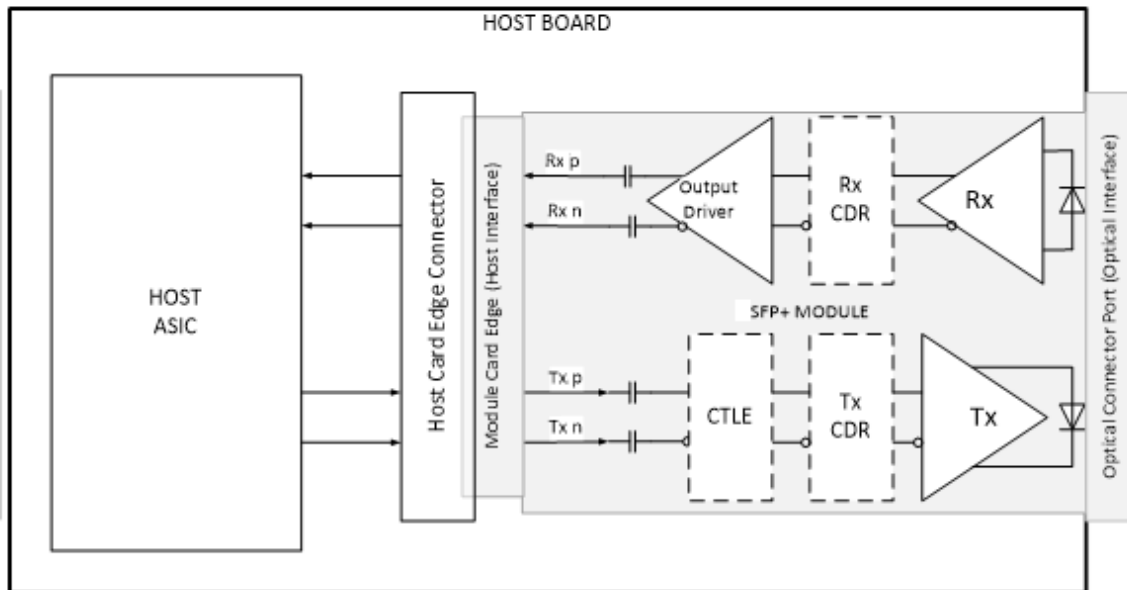 HOST BOARD
HOST
ASIC
Host Card Edge Connector
Module Card Edge (Host Interface)
Rx p
Rx n
Output
Driver
Rx
CDR
Rx
SFP+ MODULE
Tx p
Tx n
CTLE
Tx
CDR
Tx
Optical Connector Port (Optical Interface)